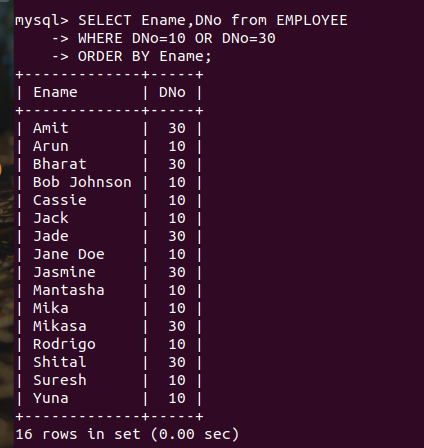 mysql> SELECT Ename,DNo from EMPLOYEE
    -> WHERE DNo=10 OR DNo=30
    -> ORDER BY Ename;
+-------------+-----+
| Ename       | DNo |
+-------------+-----+
| Amit        |  30 |
| Arun        |  10 |
| Bharat      |  30 |
| Bob Johnson |  10 |
| Cassie      |  10 |
| Jack        |  10 |
| Jade        |  30 |
| Jane Doe    |  10 |
| Jasmine     |  30 |
| Mantasha    |  10 |
| Mika        |  10 |
| Mikasa      |  30 |
| Rodrigo     |  10 |
| Shital      |  30 |
| Suresh      |  10 |
| Yuna        |  10 |
+-------------+-----+
16 rows in set (0.00 sec)